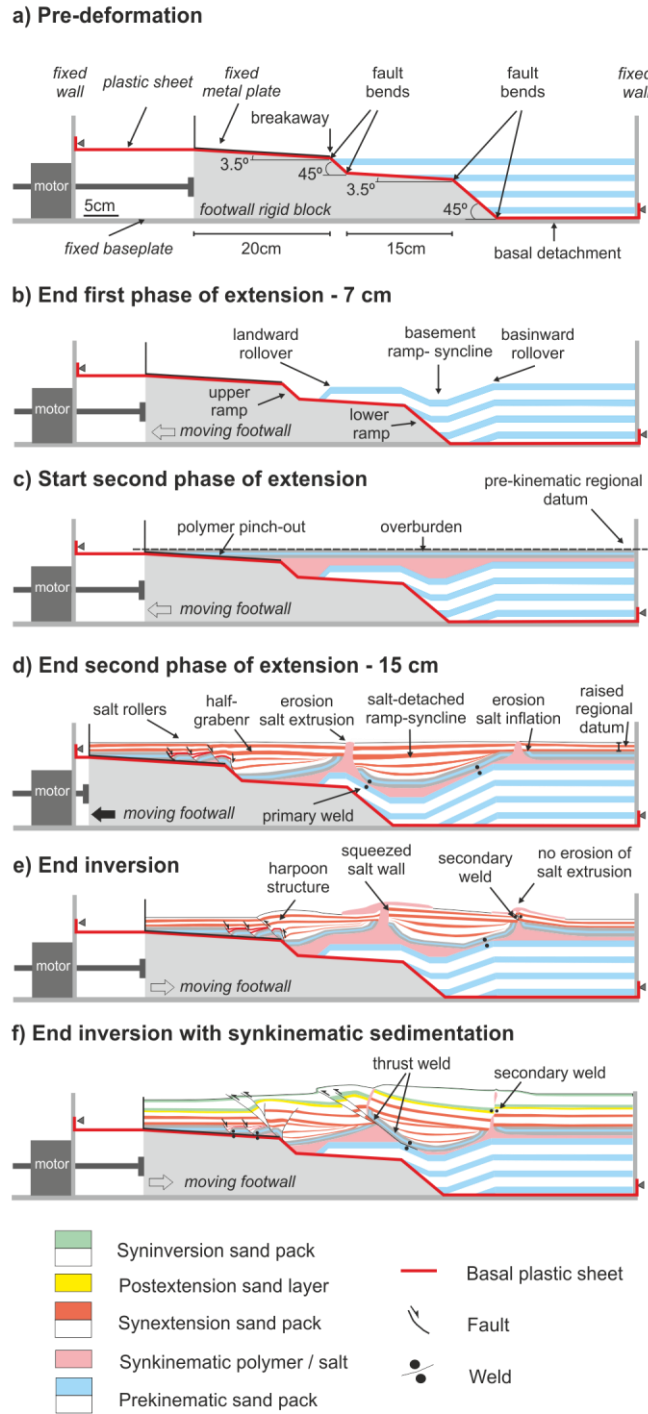 a) Pre-deformation
fixed
wall
plastic sheet
fixed
metal plate
breakaway
fault
bends
fault
bends
fixed
wall
3.5º
45º
3.5º
45º
motor
5cm
footwall rigid block
fixed baseplate
20cm
15cm
basal detachment
b) End first phase of extension - 7 cm
landward
rollover
basement
ramp- syncline
basinward
rollover
upper
ramp
lower
ramp
motor
moving footwall
c) Start second phase of extension
pre-kinematic regional
datum
polymer pinch-out
overburden
motor
moving footwall
d) End second phase of extension - 15 cm
salt rollers
half-
grabenr
erosion
salt extrusion
salt-detached
ramp-syncline
erosion
salt inflation
raised
regional
datum
motor
moving footwall
primary weld
e) End inversion
harpoon
structure
squeezed
salt wall
secondary
weld
no erosion of
salt extrusion
motor
moving footwall
f) End inversion with synkinematic sedimentation
thrust weld
secondary weld
motor
moving footwall
Syninversion sand pack
Postextension sand layer
Synextension sand pack
Synkinematic polymer / salt
Prekinematic sand pack
Basal plastic sheet
Fault
Weld